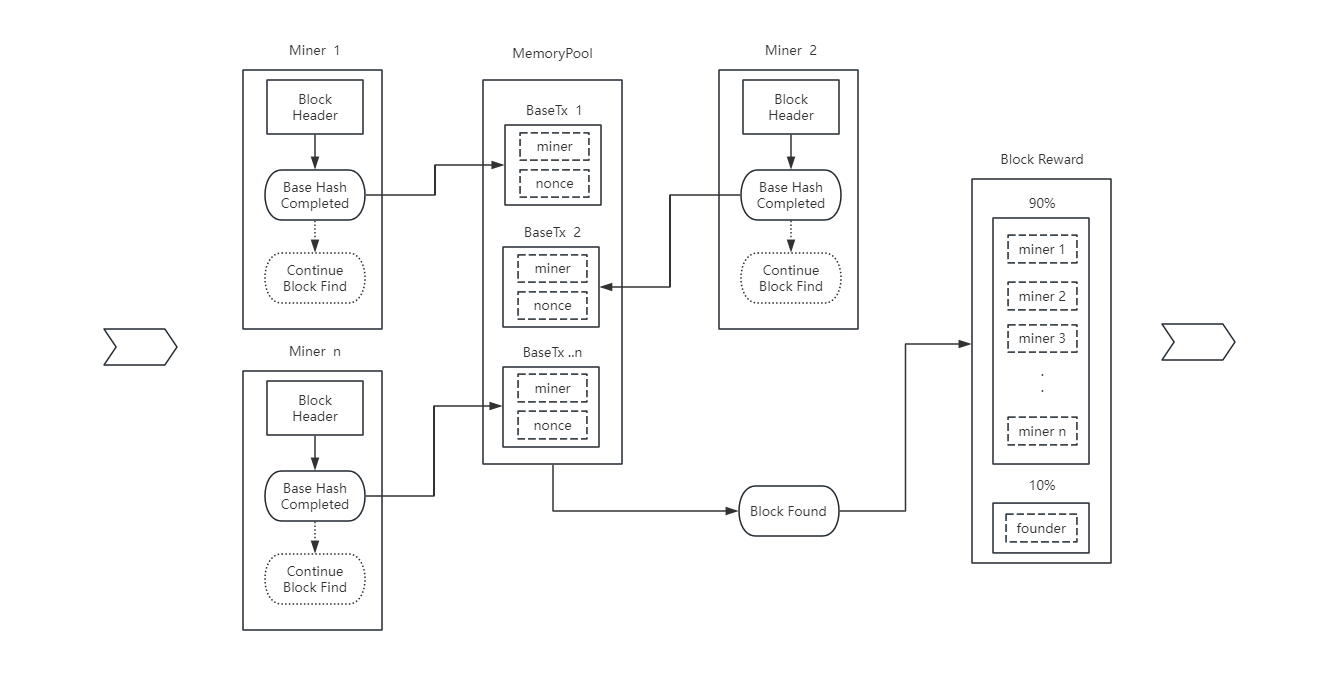 Miner 1
Block
Header
Base Hash
Completed
Continue
Block Find
Miner n
Block
Header
Base Hash
Completed
Continue
Block Find
MemoryPool
BaseTx 1
miner
nonce
BaseTx 2
miner
nonce
BaseTx ..n
miner
nonce
Miner 2
Block
Header
Base Hash
Completed
Continue
Block Find
Block Found
Block Reward
90%
miner 1
miner 2
miner 3
.
.
miner n
10%
founder